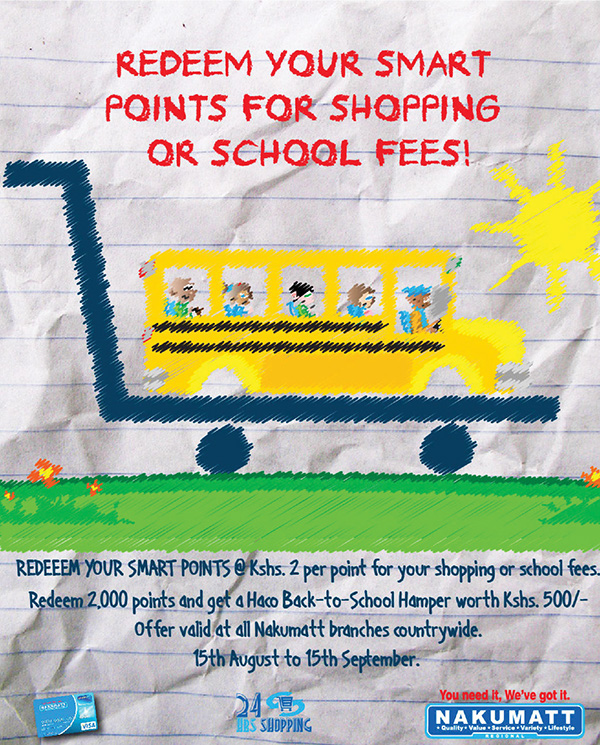 REDEEM YOUR SMART
POINTS FOR SHOPPING
OR SCHOOL FEES!
REDEEEM YOUR SMART POINTS @ Kshs. 2 per point for your shopping or school fees.
Redeem 2,000 points and get a Haco Back-to-School Hamper worth Kshs. 500/-
Offer valid at all Nakumatt branches countrywide.
15th August to 15th September.
VISA
24
HRS SHOPPING
You need it, We've got it.
NAKUMATT
• Quality • Value • Service • Variety • Lifestyle
REGIONAL